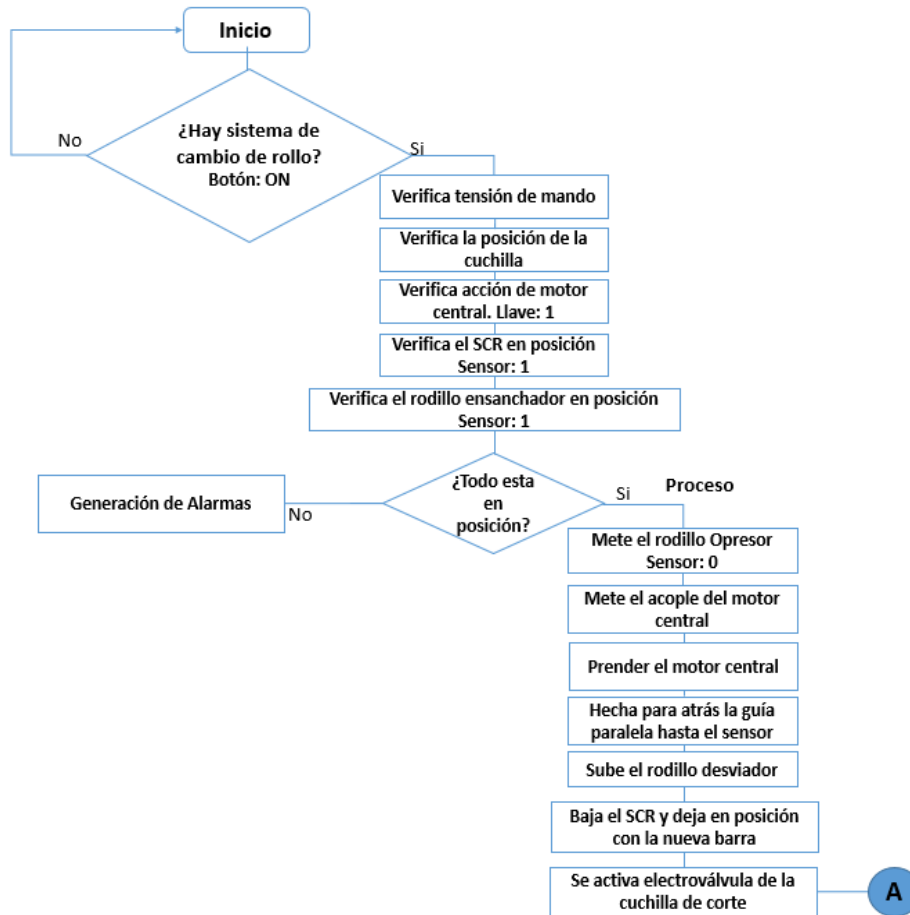 Inicio
¿Hay sistema de
cambio de rollo?
Botón: ON
No
Si
Verifica tensión de mando
Verifica la posición de la
cuchilla
Verifica acción de motor
central. Llave: 1
Verifica el SCR en posición
Sensor: 1
Verifica el rodillo ensanchador en posición
Sensor: 1
¿Todo esta
en
posición?
No
Generación de Alarmas
Si
Proceso
Mete el rodillo Opresor
Sensor: 0
Mete el acople del motor
central
Prender el motor central
Hecha para atrás la guía
paralela hasta el sensor
Sube el rodillo desviador
Baja el SCR y deja en posición
con la nueva barra
Se activa electroválvula de la
cuchilla de corte
A